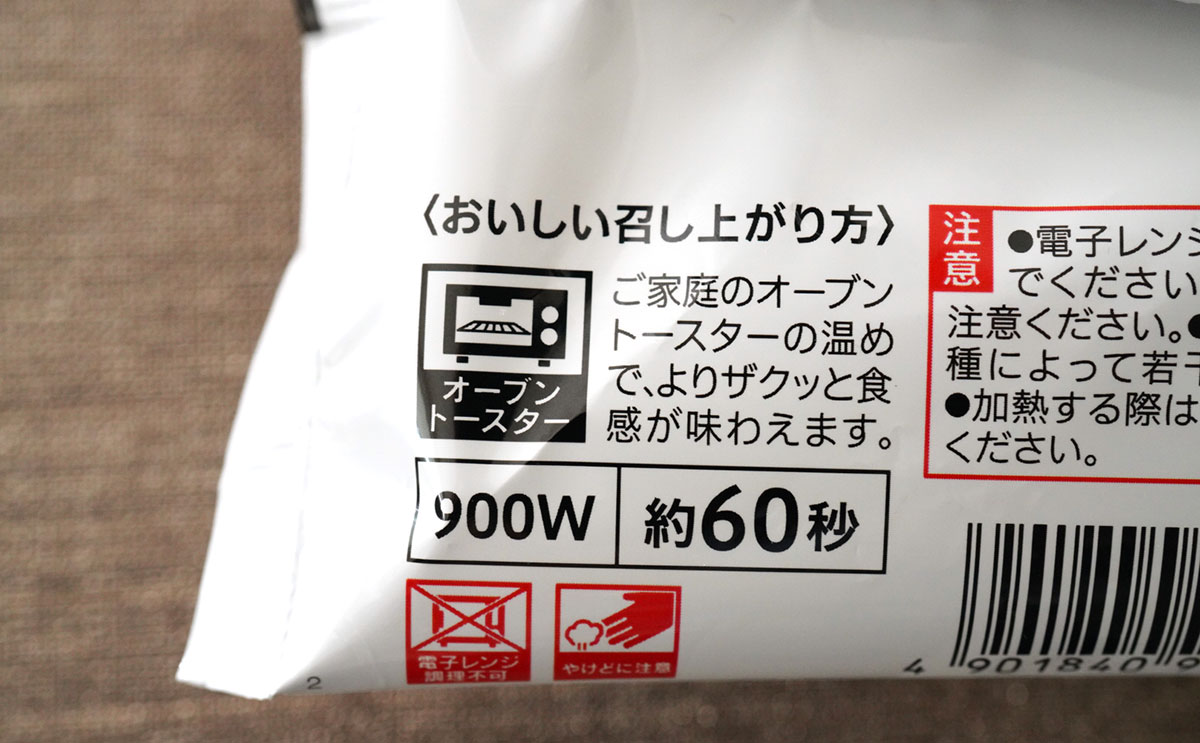 〈おいしい召し上がり方〉
オーブン
トースター
ご家庭のオーブン
トースターの温め
で、よりザクッと食
感が味わえます。
900W
約60秒
電子レンジ
調理不可
やけどに注意
2
注意
●電子レンジ
でください
注意ください。●
種によって若干
●加熱する際は
ください。
4 901840 9